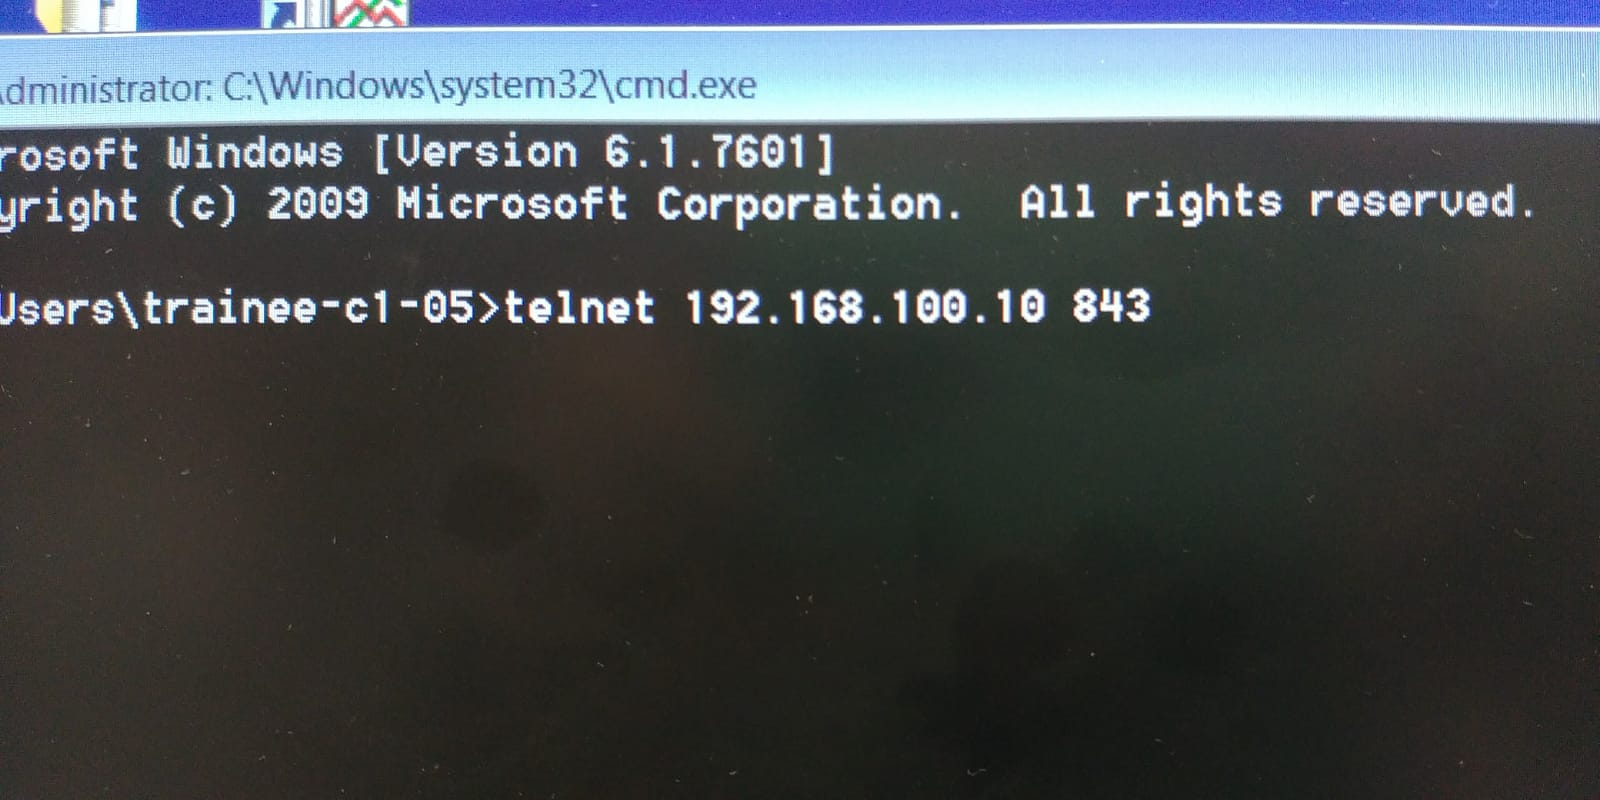 Administrator: C:\Windows\system32\cmd.exe
rosoft Windows [Version 6.1.7601]
yright (c) 2009 Microsoft Corporation.  All rights reserved.
Users\trainee-c1-05>telnet 192.168.100.10 843